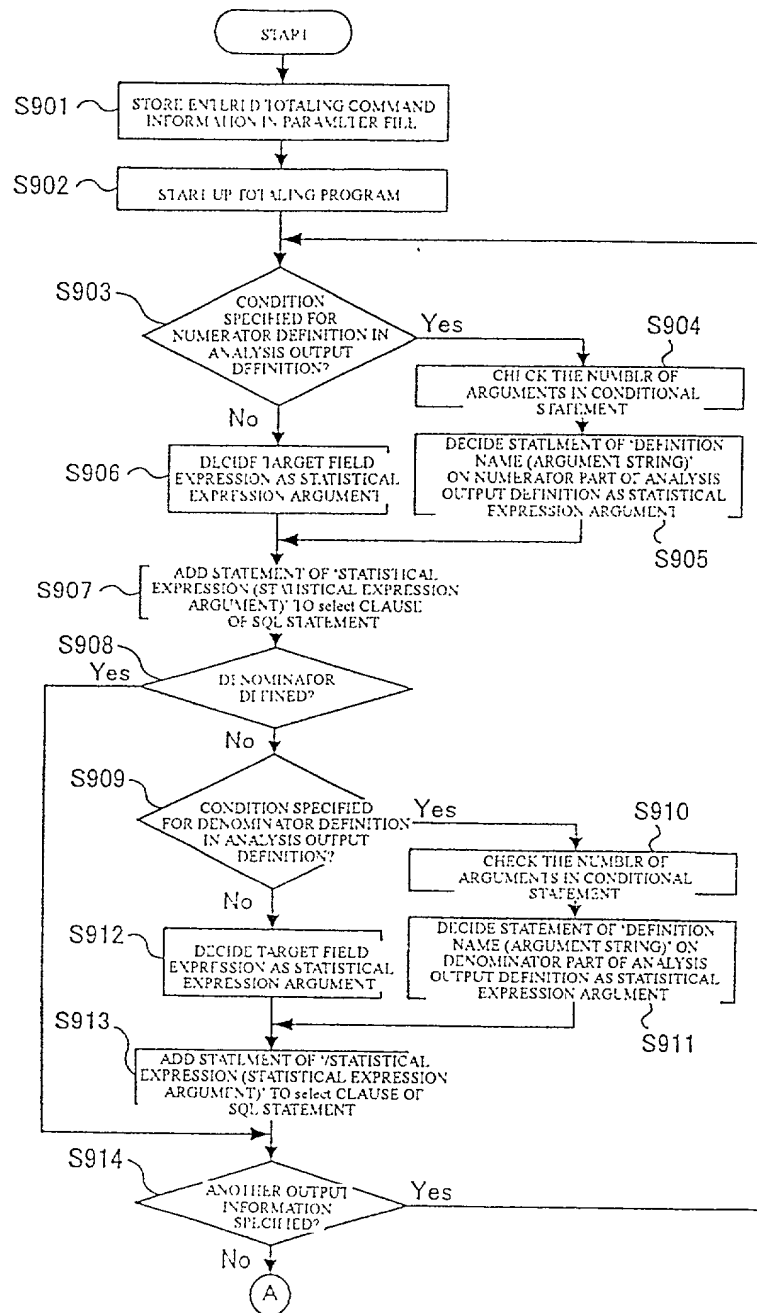 START
S901
STORE ENTERED TOTALING COMMAND
INFORMATION IN PARAMETER FILL
S902
START UP TOTALING PROGRAM
S903
CONDITION
SPECIFIED FOR
NUMERATOR DEFINITION IN
ANALYSIS OUTPUT
DEFINITION?
Yes
No
S904
CHECK THE NUMBER OF
ARGUMENTS IN CONDITIONAL
STATEMENT
S906
DECIDE TARGET FIELD
EXPRESSION AS STATISTICAL
EXPRESSION ARGUMENT
DECIDE STATEMENT OF "DEFINITION
NAME (ARGUMENT STRING)"
ON NUMERATOR PART OF ANALYSIS
OUTPUT DEFINITION AS STATISTICAL
EXPRESSION ARGUMENT
S905
S907
ADD STATEMENT OF "STATISTICAL
EXPRESSION (STATISTICAL EXPRESSION
ARGUMENT)" TO select CLAUSE
OF SQL STATEMENT
S908
Yes
DENOMINATOR
DEFINED?
No
S909
CONDITION SPECIFIED
FOR DENOMINATOR DEFINITION
IN ANALYSIS OUTPUT
DEFINITION?
Yes
No
S910
CHECK THE NUMBER OF
ARGUMENTS IN CONDITIONAL
STATEMENT
S912
DECIDE TARGET FIELD
EXPRESSION AS STATISTICAL
EXPRESSION ARGUMENT
DECIDE STATEMENT OF "DEFINITION
NAME (ARGUMENT STRING)" ON
DENOMINATOR PART OF ANALYSIS
OUTPUT DEFINITION AS STATISITICAL
EXPRESSION ARGUMENT
S911
S913
ADD STATEMENT OF "/STATISTICAL
EXPRESSION (STATISTICAL EXPRESSION
ARGUMENT)" TO select CLAUSE OF
SQL STATEMENT
S914
ANOTHER OUTPUT
INFORMATION
SPECIFIED?
Yes
No
A